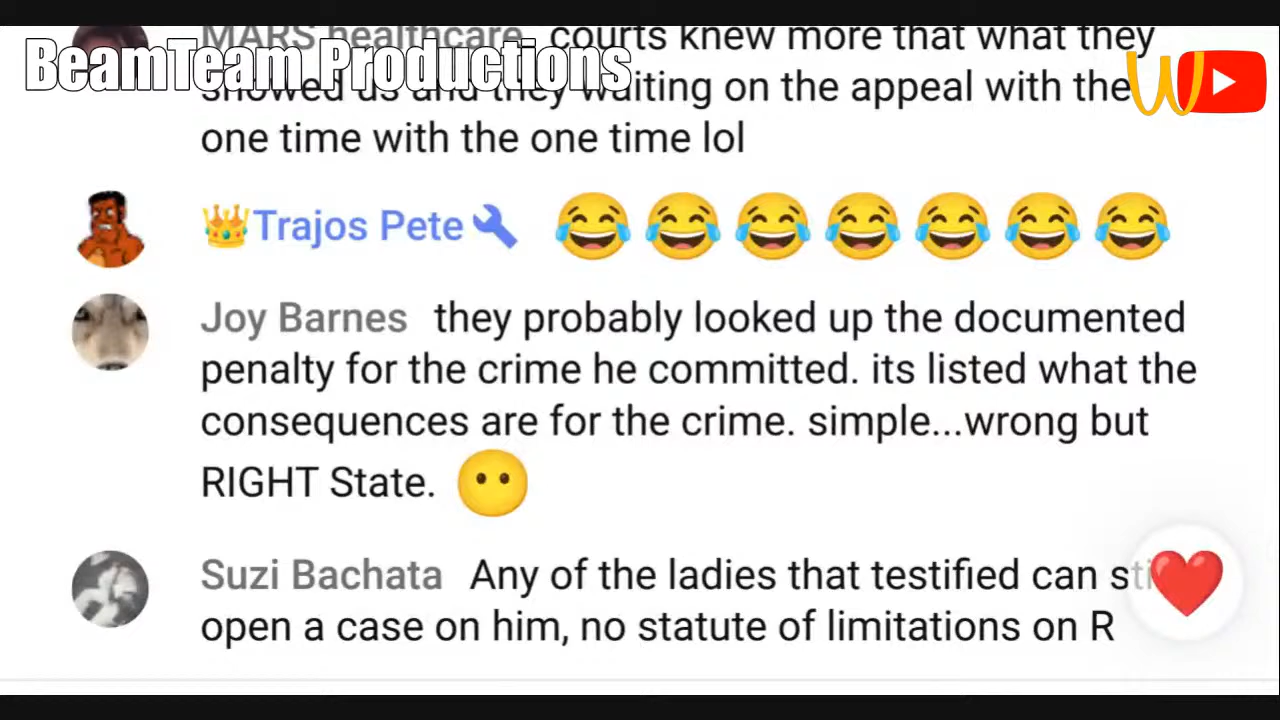 BeamTeam Productions
MARS healthcare courts knew more that what they
showed us and they waiting on the appeal with the
one time with the one time lol
Trajos Pete
Joy Barnes they probably looked up the documented
penalty for the crime he committed. its listed what the
consequences are for the crime. simple...wrong but
RIGHT State.
Suzi Bachata Any of the ladies that testified can still
open a case on him, no statute of limitations on R